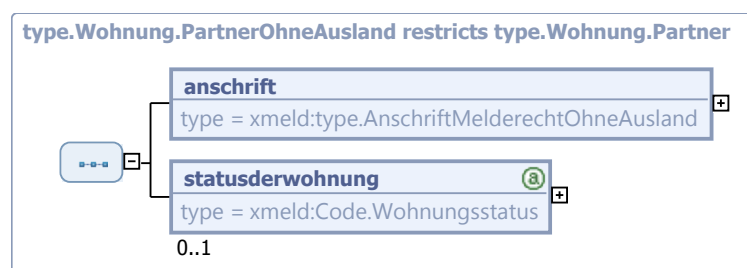 type.Wohnung.PartnerOhneAusland restricts type.Wohnung.Partner
anschrift
type = xmeld:type.AnschriftMelderechtOhneAusland
statusderwohnung a
type = xmeld:Code.Wohnungsstatus
0..1